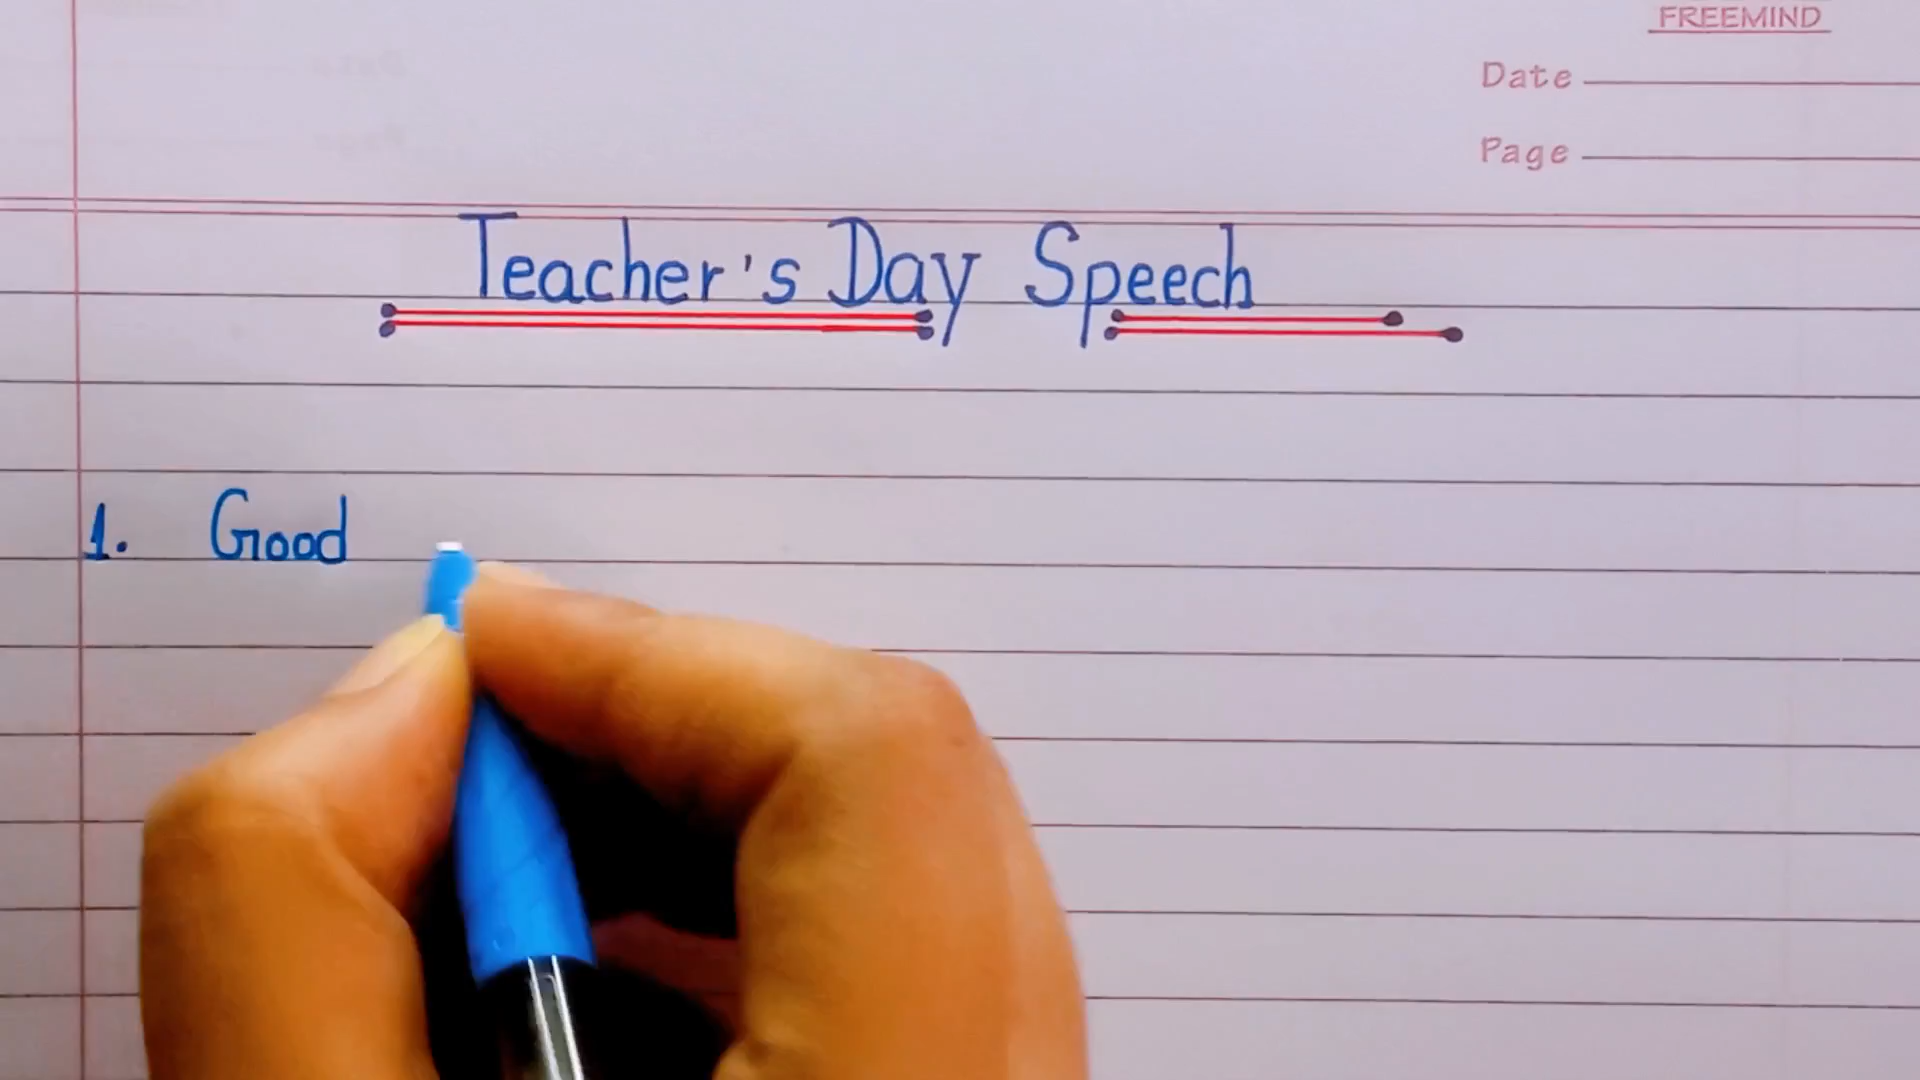 FREEMIND
Date
Page
Teacher's Day Speech
1. Good